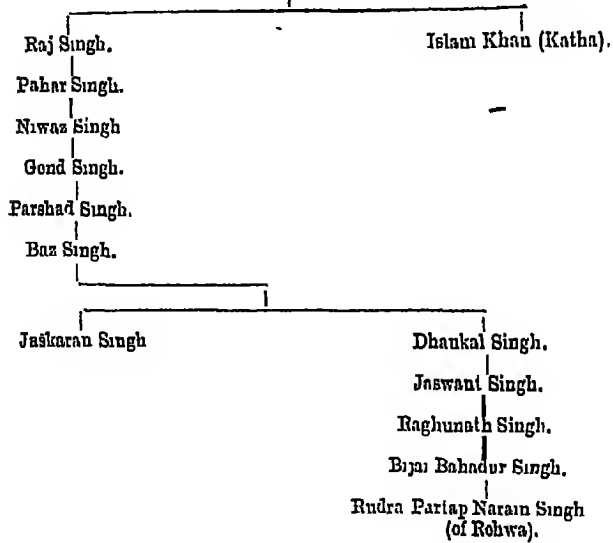 Raj Singh.
Islam Khan (Katha).
Pahar Singh.
Niwaz Singh
Gond Singh.
Parshad Singh.
Baz Singh.
Jaskaran Singh
Dhaukal Singh.
Jaswant Singh.
Raghunath Singh.
Bijai Bahadur Singh.
Rudra Partap Narain Singh
(of Rohwa).